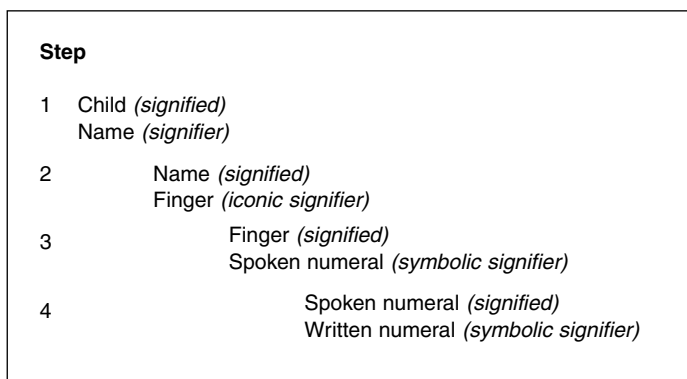 Step
1 Child (signified)
Name (signifier)
2 Name (signified)
Finger (iconic signifier)
3 Finger (signified)
Spoken numeral (symbolic signifier)
4 Spoken numeral (signified)
Written numeral (symbolic signifier)